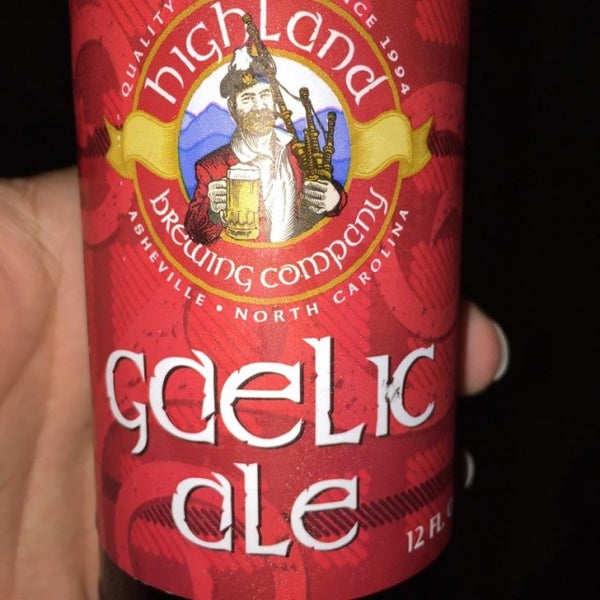 QUALITY SINCE 1994
highland
brewing company
ASHEVILLE • NORTH CAROLINA
gaelic
ale
12 FL